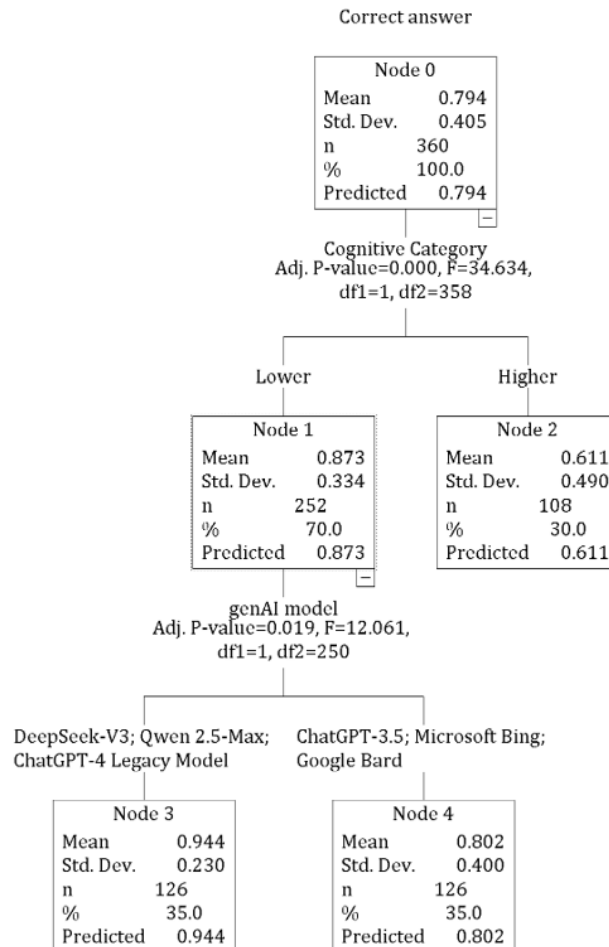 Correct answer
Node 0
Mean 0.794
Std. Dev. 0.405
n 360
% 100.0
Predicted 0.794
Cognitive Category
Adj. P-value=0.000, F=34.634,
df1=1, df2=358
Lower
Higher
Node 1
Mean 0.873
Std. Dev. 0.334
n 252
% 70.0
Predicted 0.873
Node 2
Mean 0.611
Std. Dev. 0.490
n 108
% 30.0
Predicted 0.611
genAI model
Adj. P-value=0.019, F=12.061,
df1=1, df2=250
DeepSeek-V3; Qwen 2.5-Max;
ChatGPT-4 Legacy Model
ChatGPT-3.5; Microsoft Bing;
Google Bard
Node 3
Mean 0.944
Std. Dev. 0.230
n 126
% 35.0
Predicted 0.944
Node 4
Mean 0.802
Std. Dev. 0.400
n 126
% 35.0
Predicted 0.802